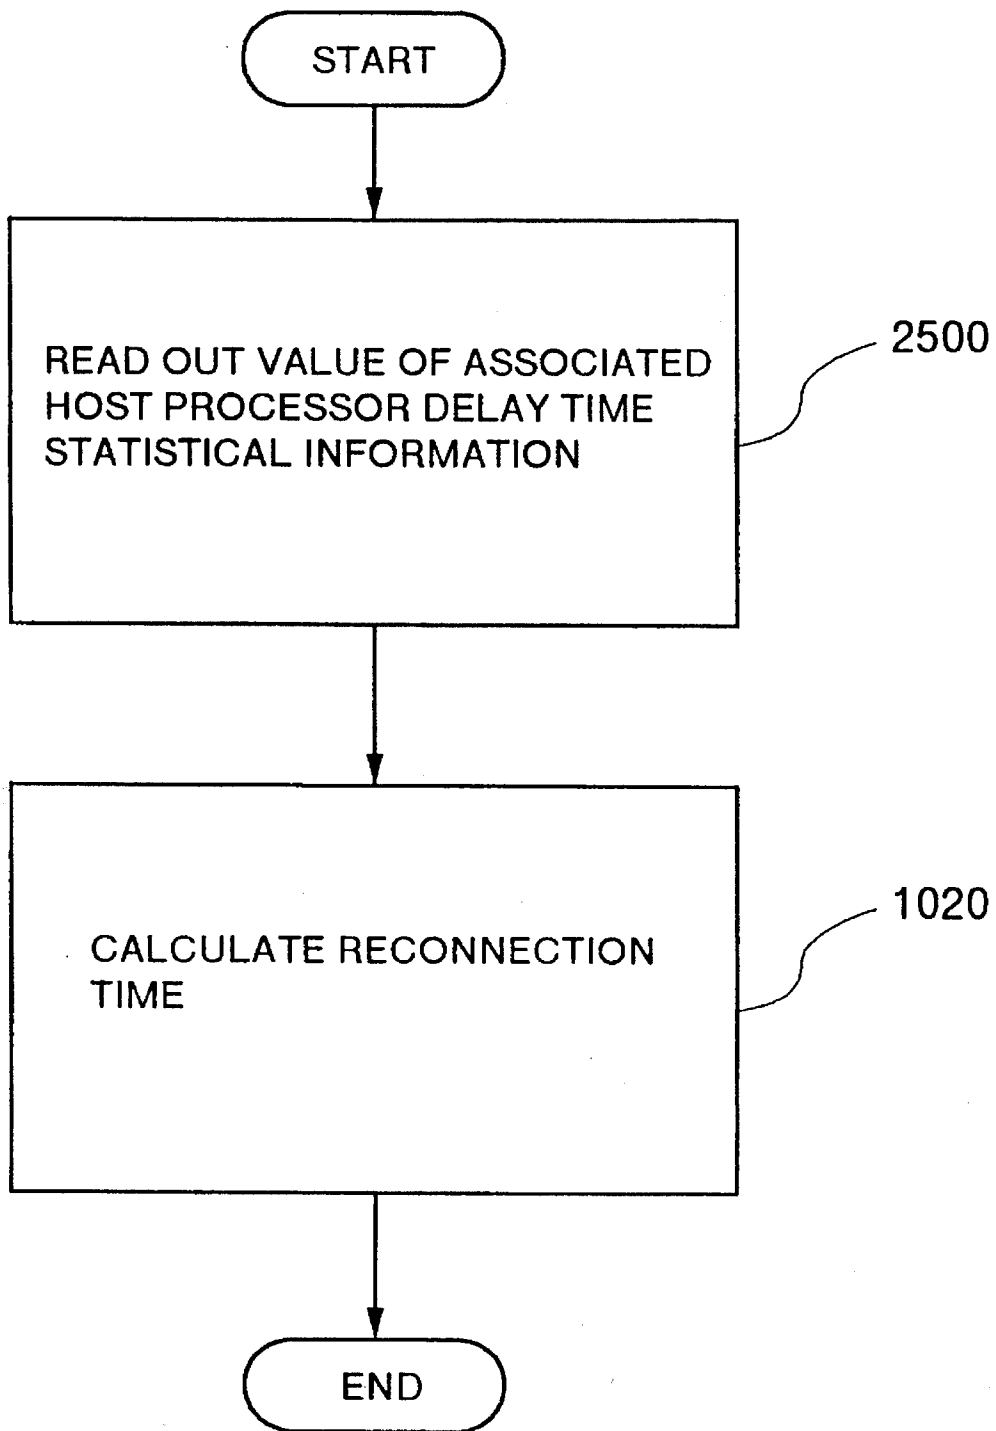 START
READ OUT VALUE OF ASSOCIATED
HOST PROCESSOR DELAY TIME
STATISTICAL INFORMATION
2500
CALCULATE RECONNECTION
TIME
1020
END